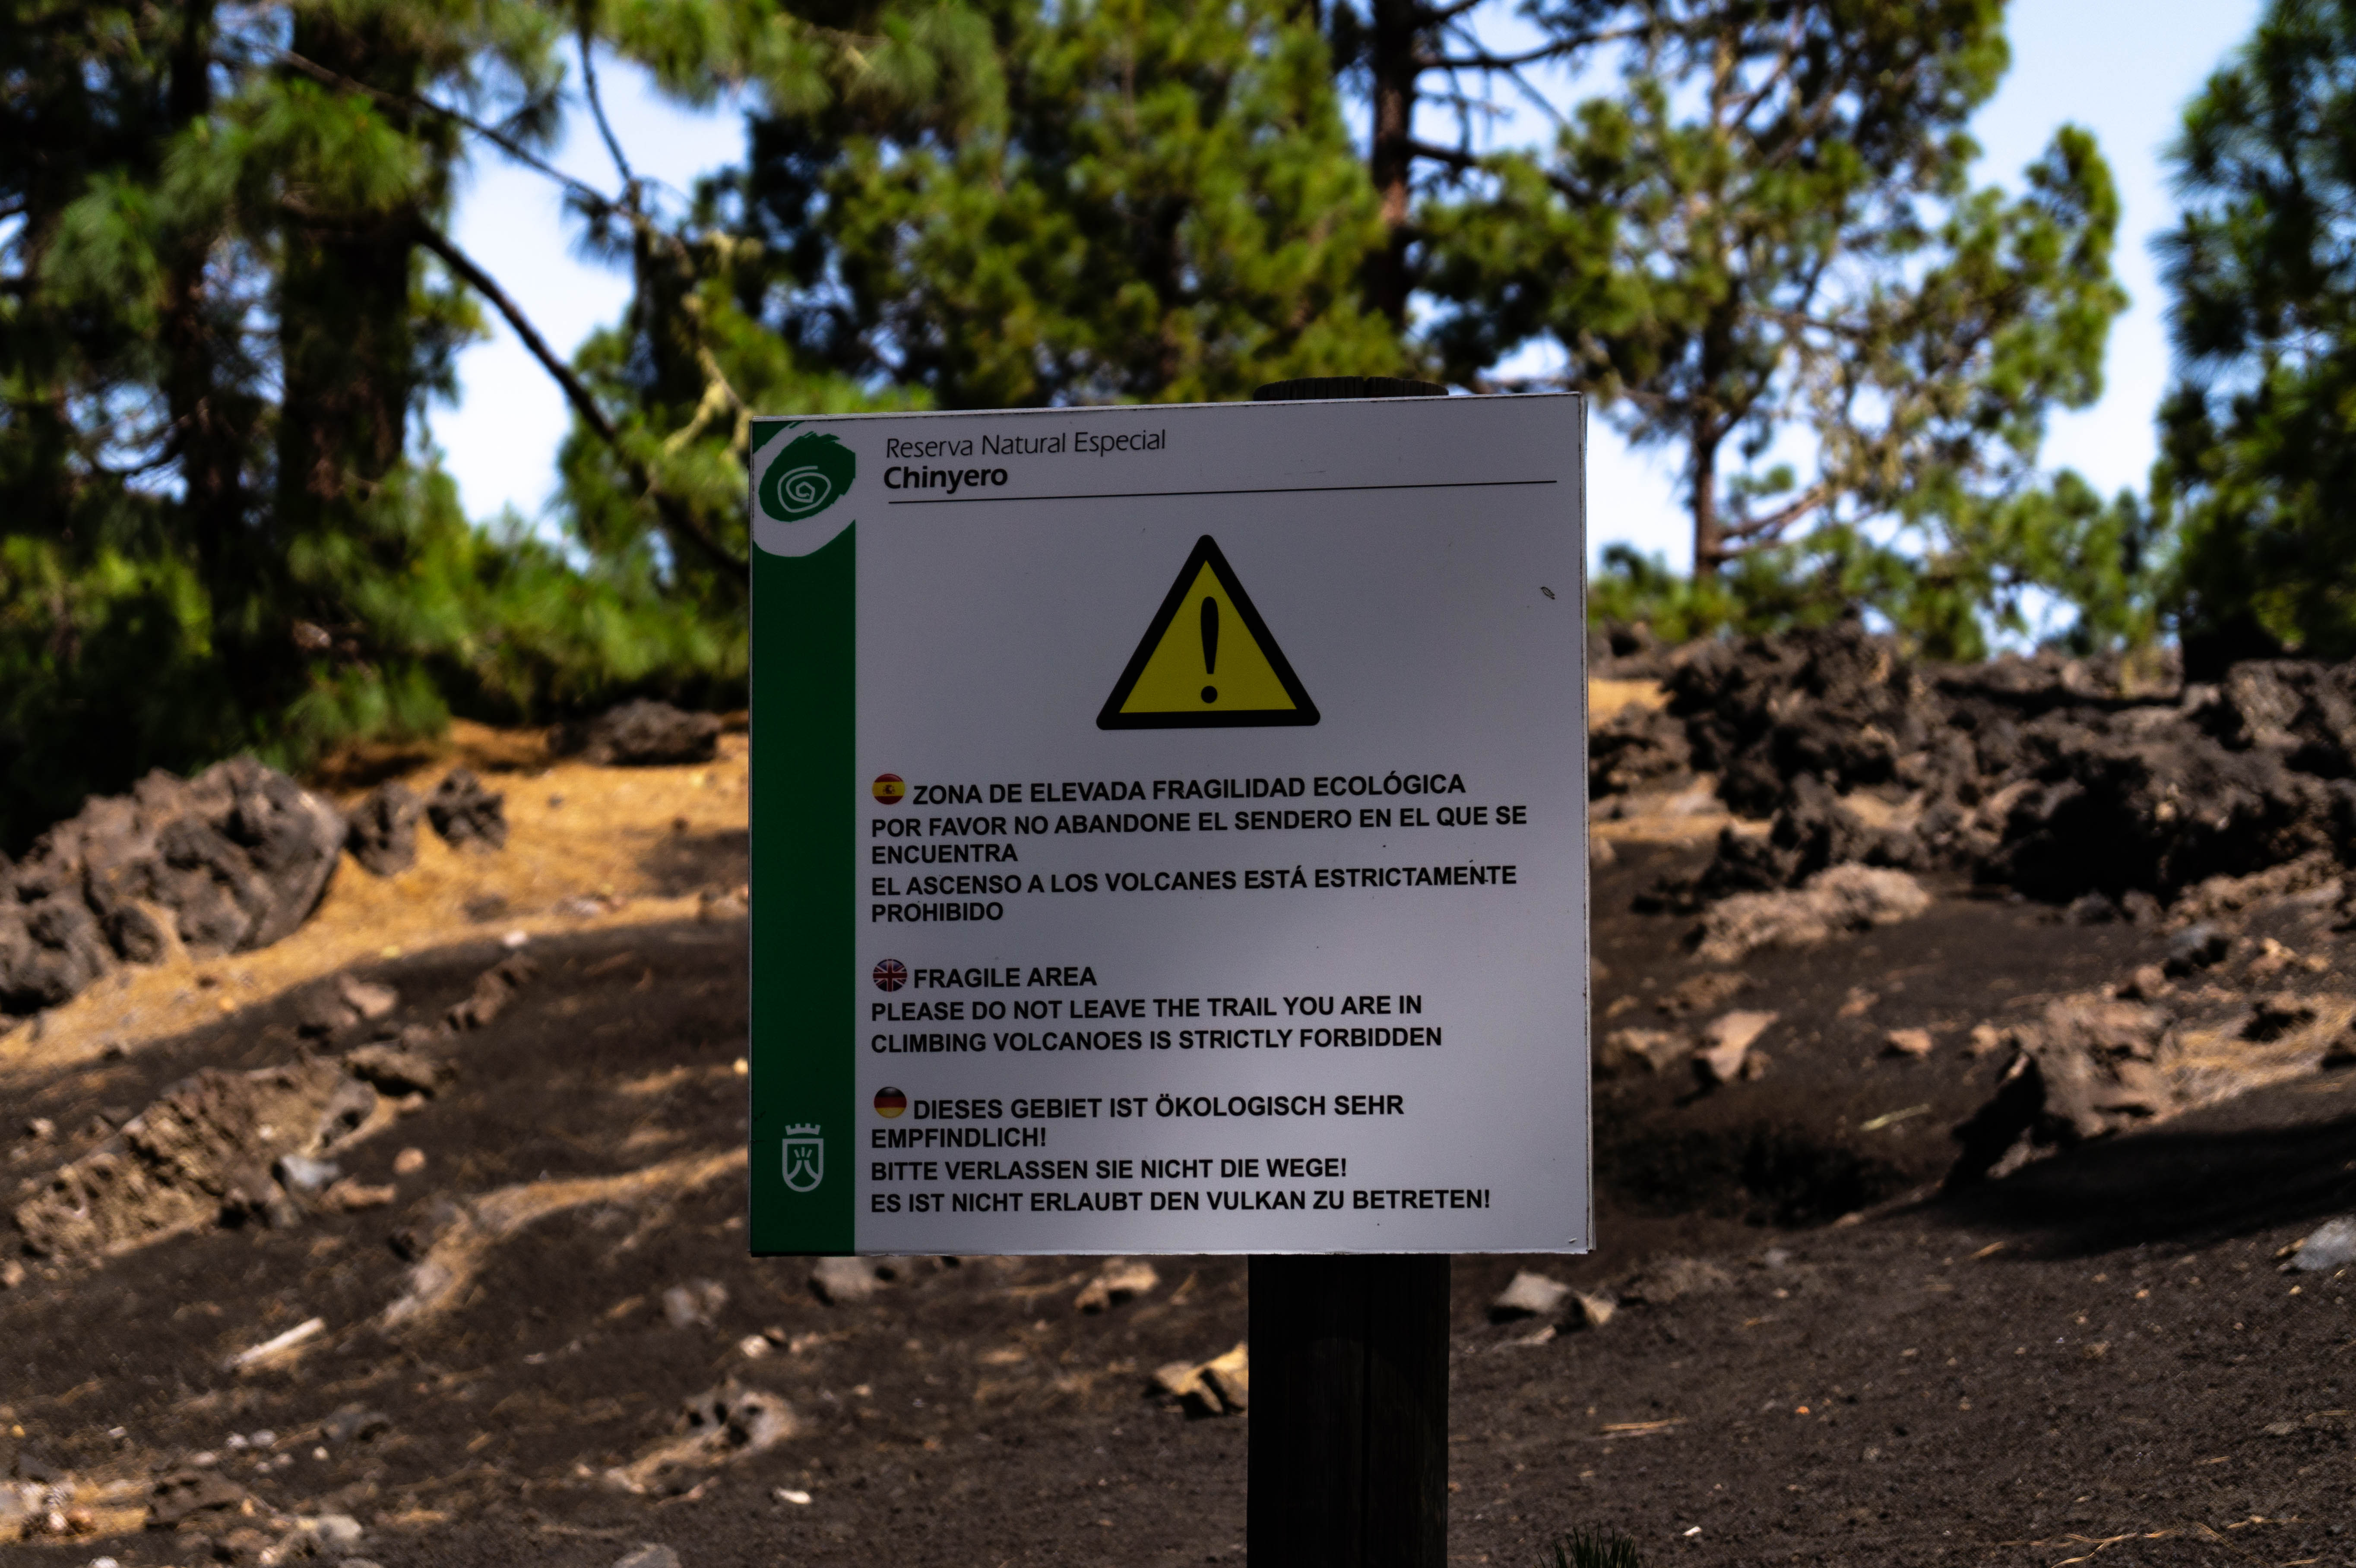 Reserva Natural Especial
Chinyero
ZONA DE ELEVADA FRAGILIDAD ECOLÓGICA
POR FAVOR NO ABANDONE EL SENDERO EN EL QUE SE
ENCUENTRA
EL ASCENSO A LOS VOLCANES ESTÁ ESTRICTAMENTE
PROHIBIDO
FRAGILE AREA
PLEASE DO NOT LEAVE THE TRAIL YOU ARE IN
CLIMBING VOLCANOES IS STRICTLY FORBIDDEN
DIESES GEBIET IST ÖKOLOGISCH SEHR
EMPFINDLICH!
BITTE VERLASSEN SIE NICHT DIE WEGE!
ES IST NICHT ERLAUBT DEN VULKAN ZU BETRETEN!